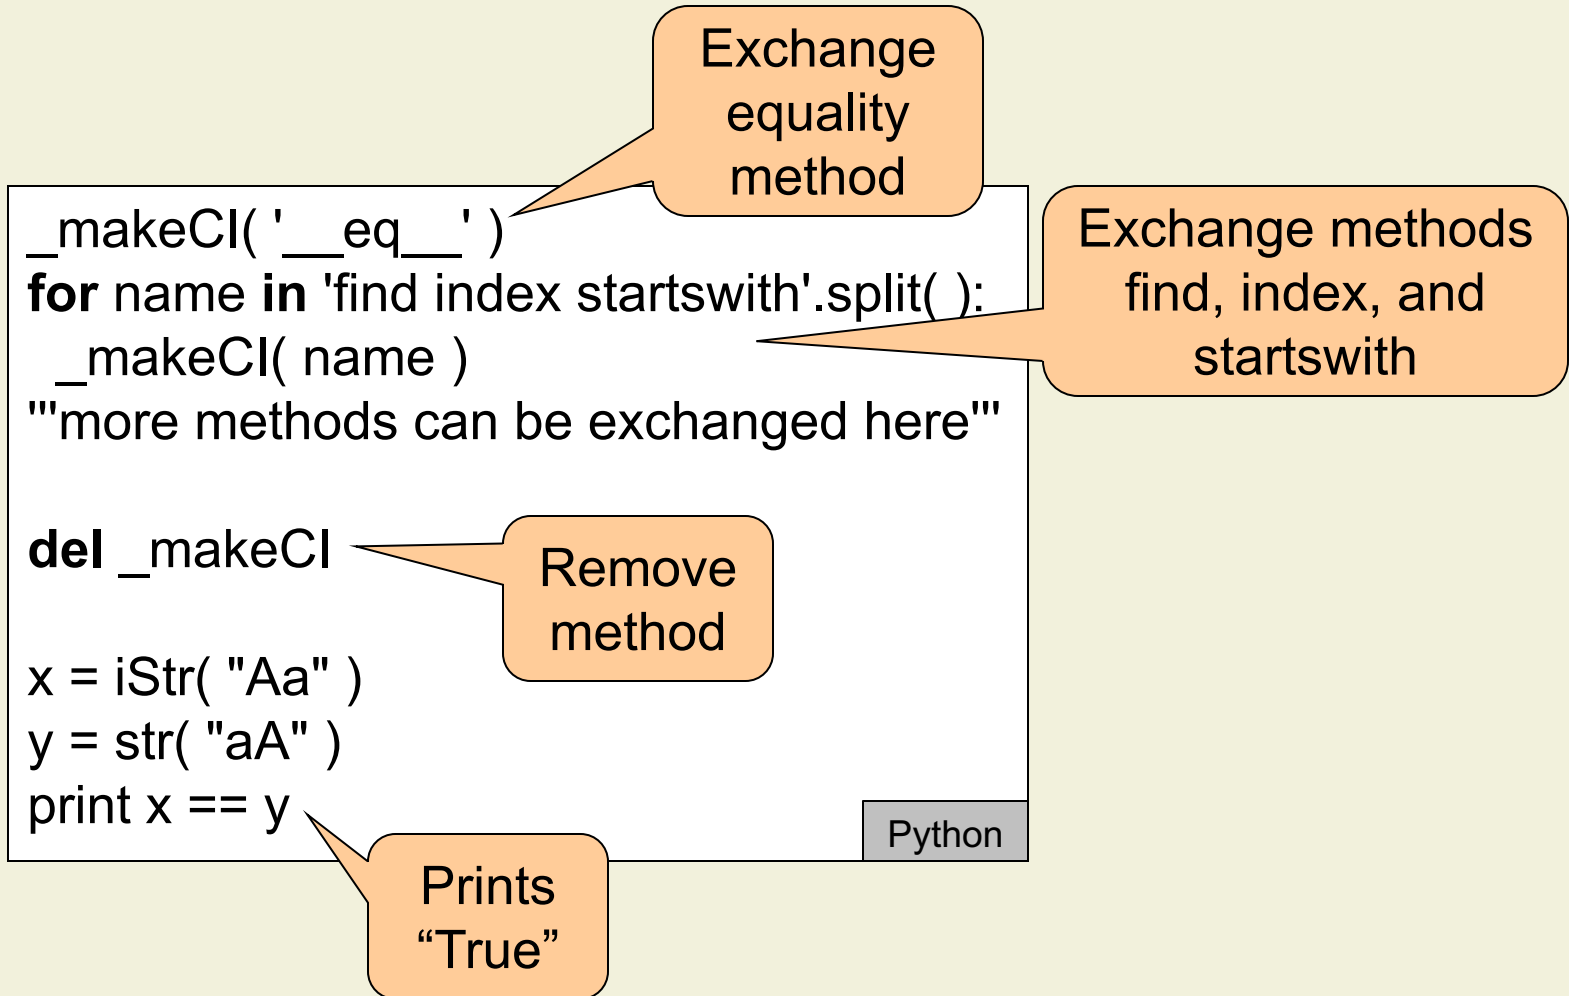 Exchange
equality
method
_makeCI( '__eq__' )
for name in 'find index startswith'.split( ):
_makeCI( name )
'''more methods can be exchanged here'''
Exchange methods
find, index, and
startswith
del _makeCI
Remove
method
x = iStr( "Aa" )
y = str( "aA" )
print x == y
Python
Prints
“True”